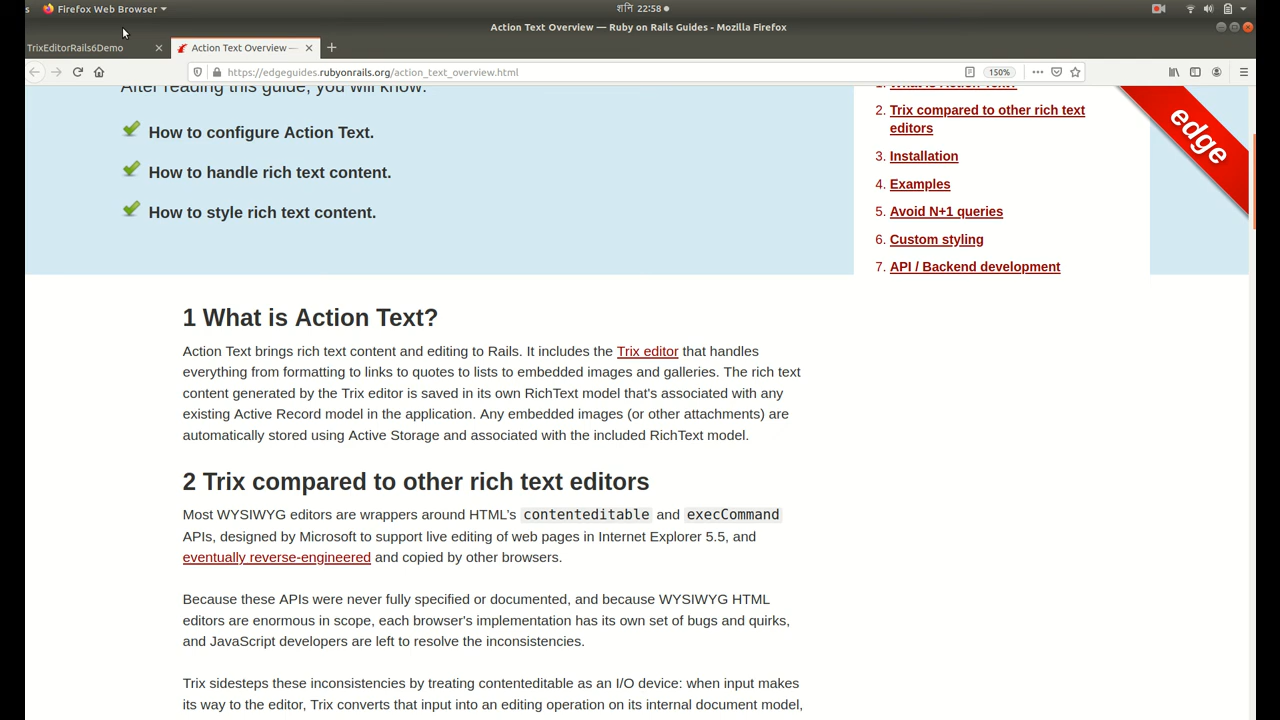 s Firefox Web Browser शनि 22:58
Action Text Overview — Ruby on Rails Guides - Mozilla Firefox
TrixEditorRails6Demo Action Text Overview —
https://edgeguides.rubyonrails.org/action_text_overview.html 150%
After reading this guide, you will know:
How to configure Action Text.
How to handle rich text content.
How to style rich text content.
1. What is Action Text?
2. Trix compared to other rich text
editors
3. Installation
4. Examples
5. Avoid N+1 queries
6. Custom styling
7. API / Backend development
edge
1 What is Action Text?
Action Text brings rich text content and editing to Rails. It includes the Trix editor that handles
everything from formatting to links to quotes to lists to embedded images and galleries. The rich text
content generated by the Trix editor is saved in its own RichText model that's associated with any
existing Active Record model in the application. Any embedded images (or other attachments) are
automatically stored using Active Storage and associated with the included RichText model.
2 Trix compared to other rich text editors
Most WYSIWYG editors are wrappers around HTML's contenteditable and execCommand
APIs, designed by Microsoft to support live editing of web pages in Internet Explorer 5.5, and
eventually reverse-engineered and copied by other browsers.
Because these APIs were never fully specified or documented, and because WYSIWYG HTML
editors are enormous in scope, each browser's implementation has its own set of bugs and quirks,
and JavaScript developers are left to resolve the inconsistencies.
Trix sidesteps these inconsistencies by treating contenteditable as an I/O device: when input makes
its way to the editor, Trix converts that input into an editing operation on its internal document model,